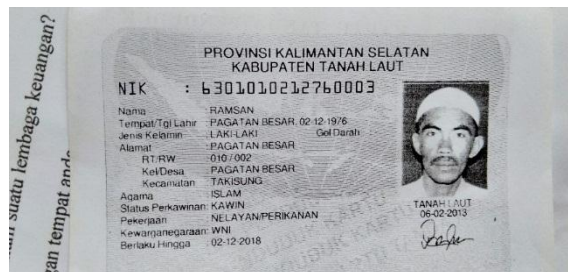 PROVINSI KALIMANTAN SELATAN
KABUPATEN TANAH LAUT
NIK : 6301010212760003
Nama : RAMSAN
Tempat/Tgl Lahir : PAGATAN BESAR, 02-12-1976
Jenis Kelamin : LAKI-LAKI Gol Darah
Alamat : PAGATAN BESAR
RT/RW : 010 / 002
Kel/Desa : PAGATAN BESAR
Kecamatan : TAKISUNG
Agama : ISLAM
Status Perkawinan: KAWIN
Pekerjaan : NELAYAN/PERIKANAN
Kewarganegaraan: WNI
Berlaku Hingga : 02-12-2018
TANAH LAUT
06-02-2013
suatu lembaga keuangan?
tempat anda